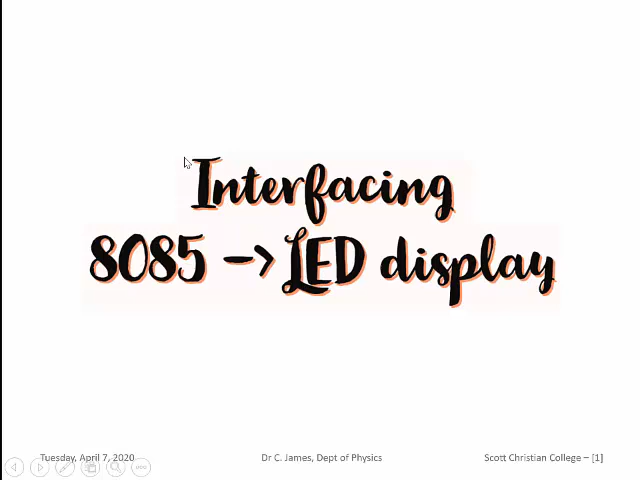 Interfacing
8085 -> LED display
Tuesday, April 7, 2020 Dr C. James, Dept of Physics Scott Christian College – [1]